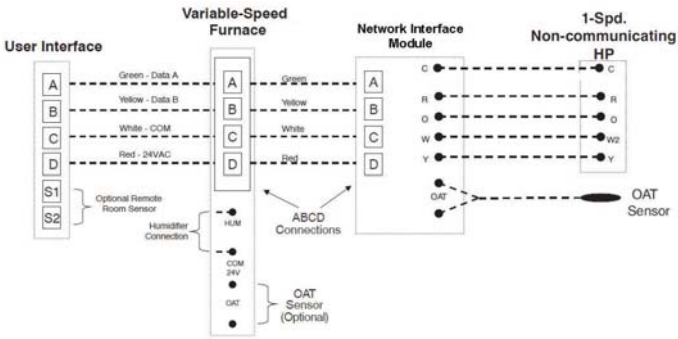 User Interface
A
B
C
D
S1
S2
Green - Data A
Yellow - Data B
White - COM
Red - 24VAC
Optional Remote
Room Sensor
Variable-Speed
Furnace
A
B
C
D
HUM
Humidifier
Connection
COM
24V
OAT
OAT
Sensor
(Optional)
Green
Yellow
White
Red
ABCD
Connections
Network Interface
Module
A
B
C
D
C
R
O
W
Y
OAT
1-Spd.
Non-communicating
HP
C
R
O
W2
Y
OAT
Sensor